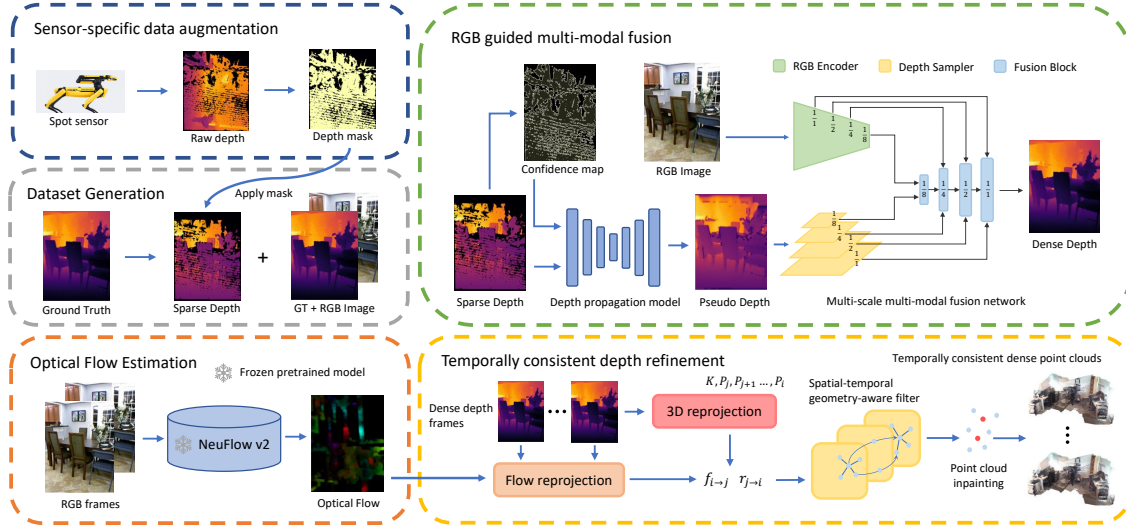 Sensor-specific data augmentation
Spot sensor
Raw depth
Depth mask
Dataset Generation
Apply mask
+
Ground Truth
Sparse Depth
GT + RGB Image
RGB guided multi-modal fusion
RGB Encoder
Depth Sampler
Fusion Block
Confidence map
RGB Image
1/1
1/2
1/4
1/8
1/8
1/4
1/2
1/1
1/8
1/4
1/2
1/1
Dense Depth
Sparse Depth
Depth propagation model
Pseudo Depth
Multi-scale multi-modal fusion network
Optical Flow Estimation
Frozen pretrained model
NeuFlow v2
RGB frames
Optical Flow
Temporally consistent depth refinement
Dense depth
frames
K, P_j, P_{j+1} ..., P_i
3D reprojection
Flow reprojection
f_{i→j} r_{j→i}
Spatial-temporal
geometry-aware filter
Temporally consistent dense point clouds
Point cloud
inpainting